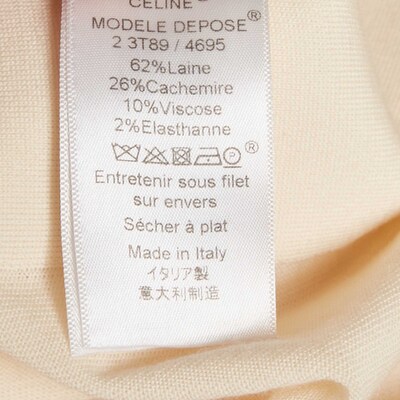 CELINE®
MODELE DEPOSE®
2 3T89 / 4695
62%Laine
26%Cachemire
10%Viscose
2%Elasthanne
P®
Entretenir sous filet
sur envers
Sécher à plat
Made in Italy
イタリア製
意大利制造